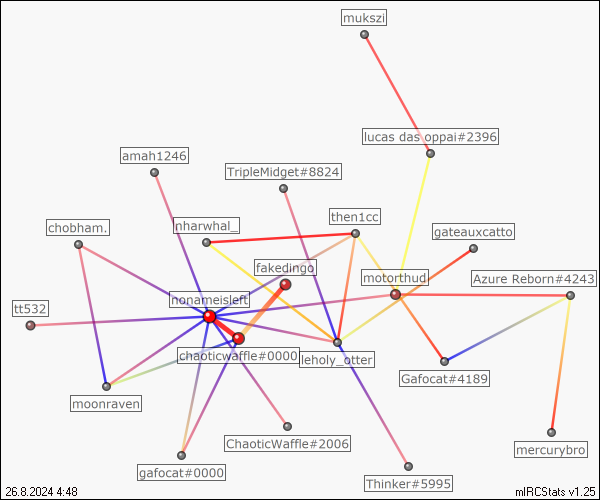 mukszi
lucas das oppai#2396
amah1246
TripleMidget#8824
then1cc
chobham.
nharwhal_
gateauxcatto
fakedingo
motorthud
Azure Reborn#4243
nonameisleft
tt532
chaoticwaffle#0000
leholy_otter
Gafocat#4189
moonraven
ChaoticWaffle#2006
mercurybro
gafocat#0000
Thinker#5995
26.8.2024 4:48
mIRCStats v1.25